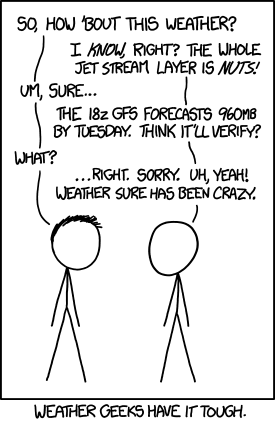 SO, HOW 'BOUT THIS WEATHER?
I KNOW, RIGHT? THE WHOLE
JET STREAM LAYER IS NUTS!
UM, SURE...
THE 18Z GFS FORECASTS 960MB
BY TUESDAY. THINK IT'LL VERIFY?
WHAT?
...RIGHT. SORRY. UH, YEAH!
WEATHER SURE HAS BEEN CRAZY.
WEATHER GEEKS HAVE IT TOUGH.